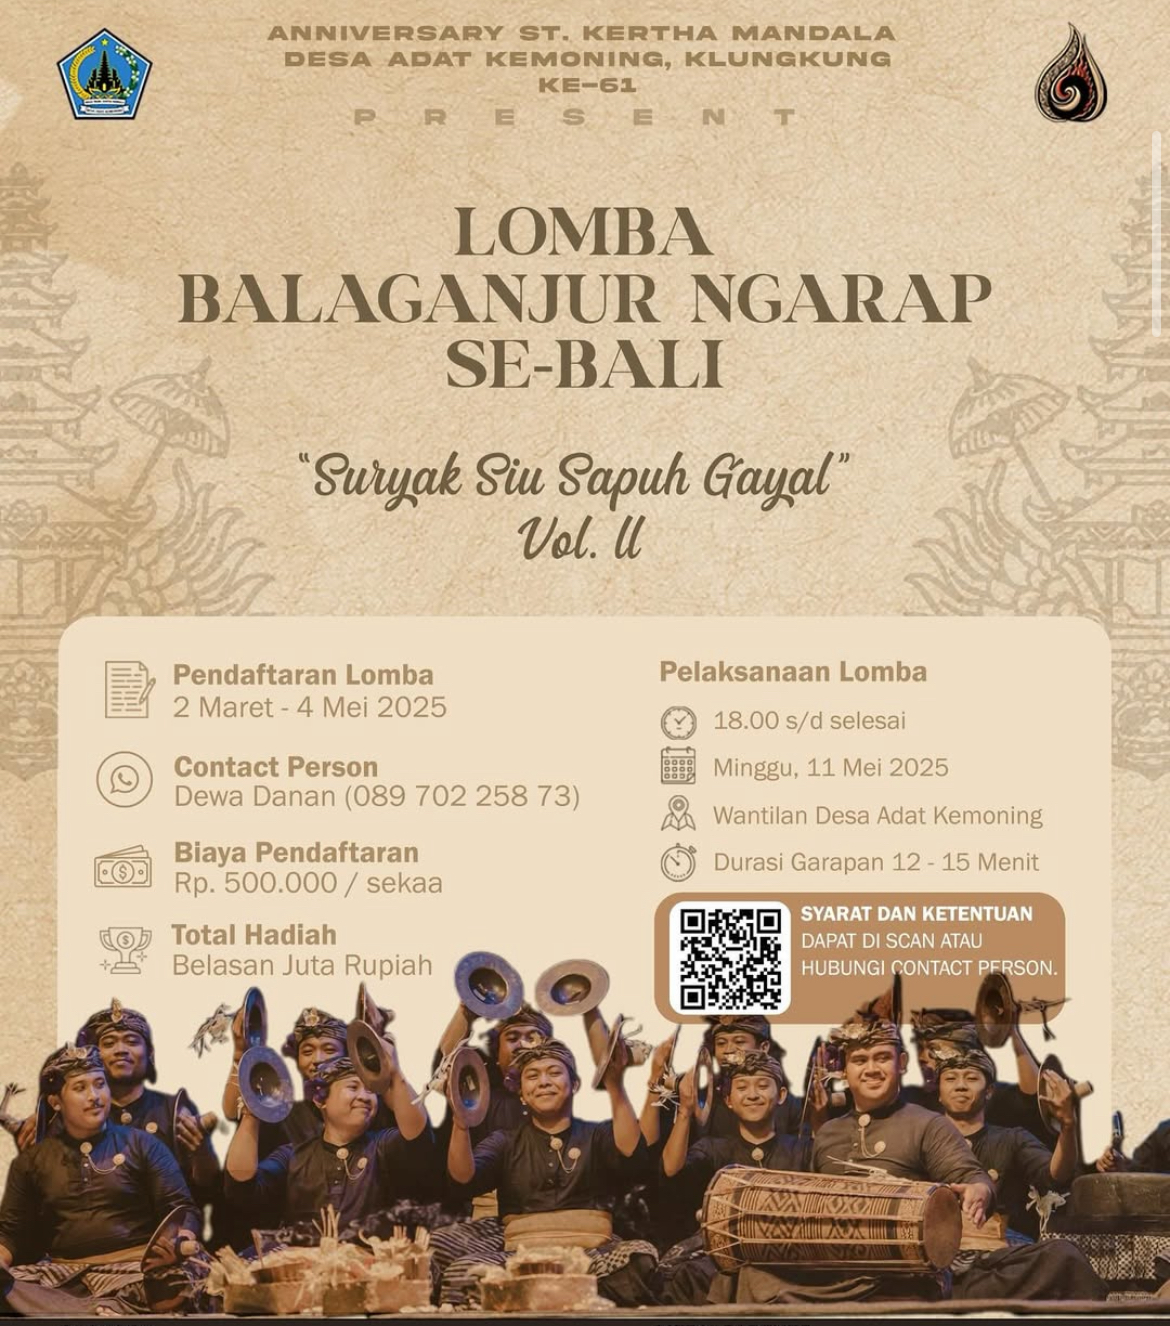 ANNIVERSARY ST. KERTHA MANDALA
DESA ADAT KEMONING, KLUNGKUNG
KE-61
PRESENT
LOMBA
BALAGANJUR NGARAP
SE-BALI
"Suryak Siu Sapuh Gayal"
Vol. II
Pendaftaran Lomba
2 Maret - 4 Mei 2025
Contact Person
Dewa Danan (089 702 258 73)
Biaya Pendaftaran
Rp. 500.000 / sekaa
Total Hadiah
Belasan Juta Rupiah
Pelaksanaan Lomba
18.00 s/d selesai
Minggu, 11 Mei 2025
Wantilan Desa Adat Kemoning
Durasi Garapan 12 - 15 Menit
SYARAT DAN KETENTUAN
DAPAT DI SCAN ATAU
HUBUNGI CONTACT PERSON.